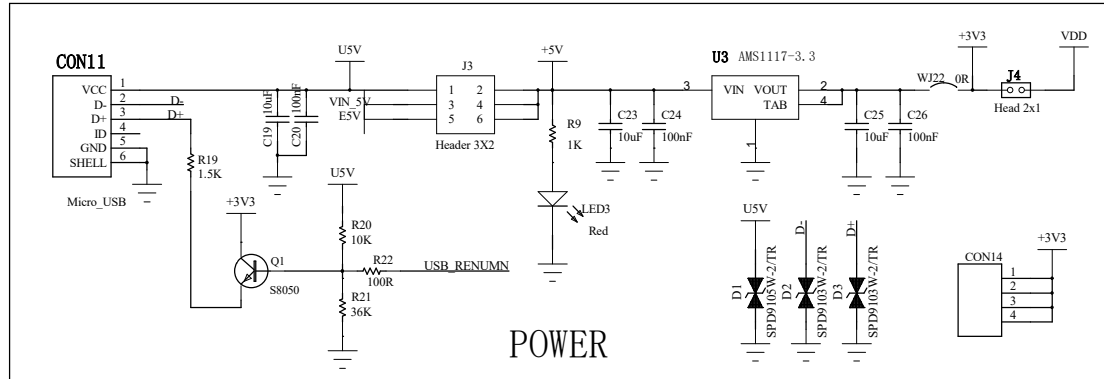 CON11
VCC 1
D- 2 D-
D+ 3 D+
ID 4
GND 5
SHELL 6
Micro_USB
R19
1.5K
+3V3
Q1
S8050
U5V
C19 10uF
C20 100nF
VIN_5V
E5V
J3
1 2
3 4
5 6
Header 3X2
U5V
R20
10K
R22
100R
USB_RENUMN
R21
36K
+5V
R9
1K
LED3
Red
C23
10uF
C24
100nF
U3 AMS1117-3.3
3 VIN VOUT 2
TAB 4
1
C25
10uF
C26
100nF
WJ22 0R
+3V3
J4
Head 2x1
VDD
U5V
D1
SPD9105W-2/TR
D-
D2
SPD9103W-2/TR
D+
D3
SPD9103W-2/TR
CON14
+3V3
1
2
3
4
POWER